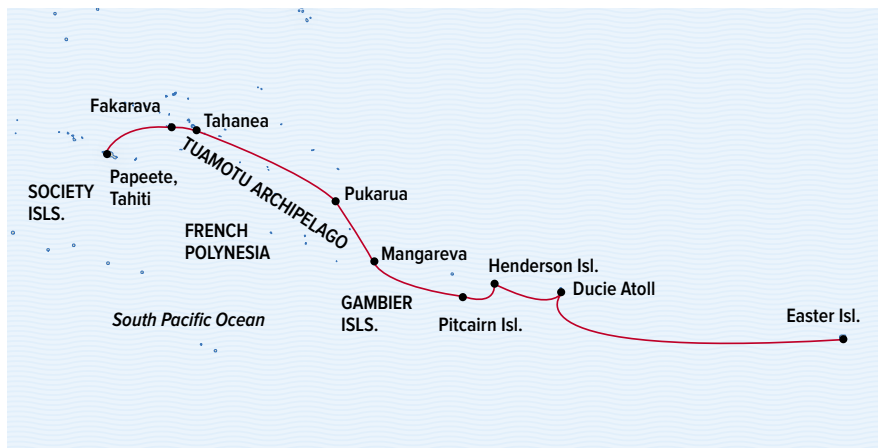 Fakarava
Tahanea
TUAMOTU ARCHIPELAGO
Papeete,
Tahiti
SOCIETY
ISLS.
Pukarua
FRENCH
POLYNESIA
Mangareva
Henderson Isl.
Ducie Atoll
GAMBIER
ISLS.
Pitcairn Isl.
South Pacific Ocean
Easter Isl.